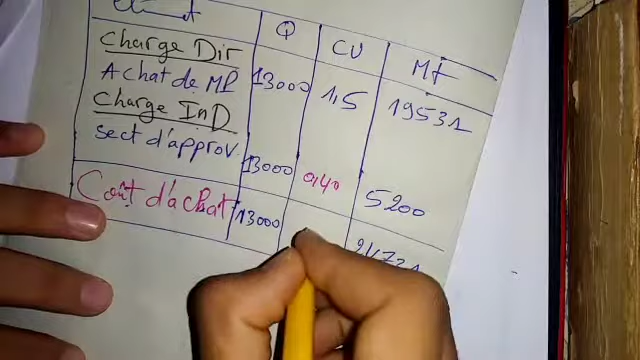 élément Q CU Mt
Charge Dir
Achat de MP 13000 1,5 19531
Charge InD
Sect d'approv. 13000 0,40 5200
Coût d'achat 13000